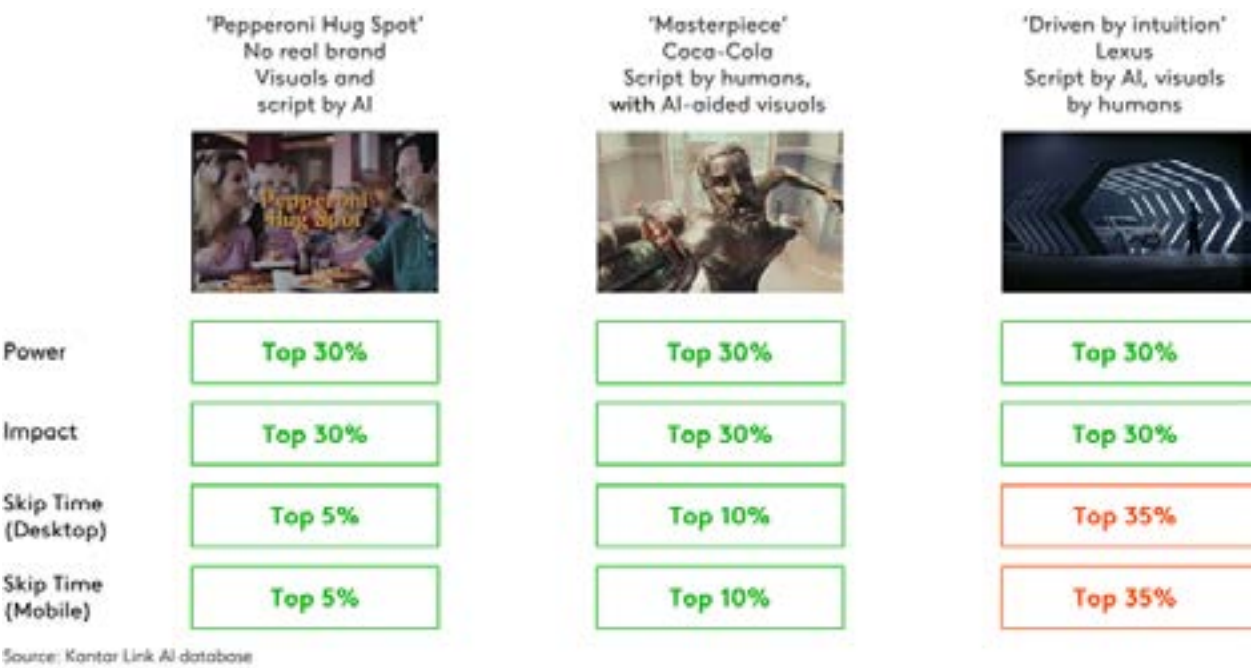 'Pepperoni Hug Spot'
No real brand
Visuals and
script by AI
'Masterpiece'
Coca-Cola
Script by humans,
with AI-aided visuals
'Driven by intuition'
Lexus
Script by AI, visuals
by humans
Pepperoni
Hug Spot
Power
Top 30%
Top 30%
Top 30%
Impact
Top 30%
Top 30%
Top 30%
Skip Time
(Desktop)
Top 5%
Top 10%
Top 35%
Skip Time
(Mobile)
Top 5%
Top 10%
Top 35%
Source: Kantar Link AI database